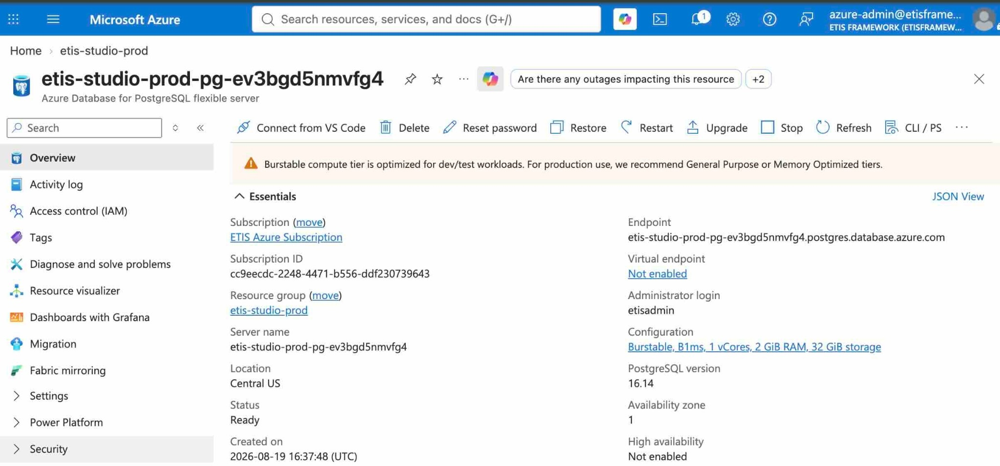 Microsoft Azure
Search resources, services, and docs (G+/)
1
azure-admin@etisframe...
ETIS FRAMEWORK (ETISFRAMEW...
Home > etis-studio-prod
etis-studio-prod-pg-ev3bgd5nmvfg4
Azure Database for PostgreSQL flexible server
Are there any outages impacting this resource
+2
Search
Connect from VS Code
Delete
Reset password
Restore
Restart
Upgrade
Stop
Refresh
CLI / PS
Overview
Activity log
Access control (IAM)
Tags
Diagnose and solve problems
Resource visualizer
Dashboards with Grafana
Migration
Fabric mirroring
Settings
Power Platform
Security
Burstable compute tier is optimized for dev/test workloads. For production use, we recommend General Purpose or Memory Optimized tiers.
Essentials
JSON View
Subscription (move)
ETIS Azure Subscription
Subscription ID
cc9eecdc-2248-4471-b556-ddf230739643
Resource group (move)
etis-studio-prod
Server name
etis-studio-prod-pg-ev3bgd5nmvfg4
Location
Central US
Status
Ready
Created on
2026-08-19 16:37:48 (UTC)
Endpoint
etis-studio-prod-pg-ev3bgd5nmvfg4.postgres.database.azure.com
Virtual endpoint
Not enabled
Administrator login
etisadmin
Configuration
Burstable, B1ms, 1 vCores, 2 GiB RAM, 32 GiB storage
PostgreSQL version
16.14
Availability zone
1
High availability
Not enabled